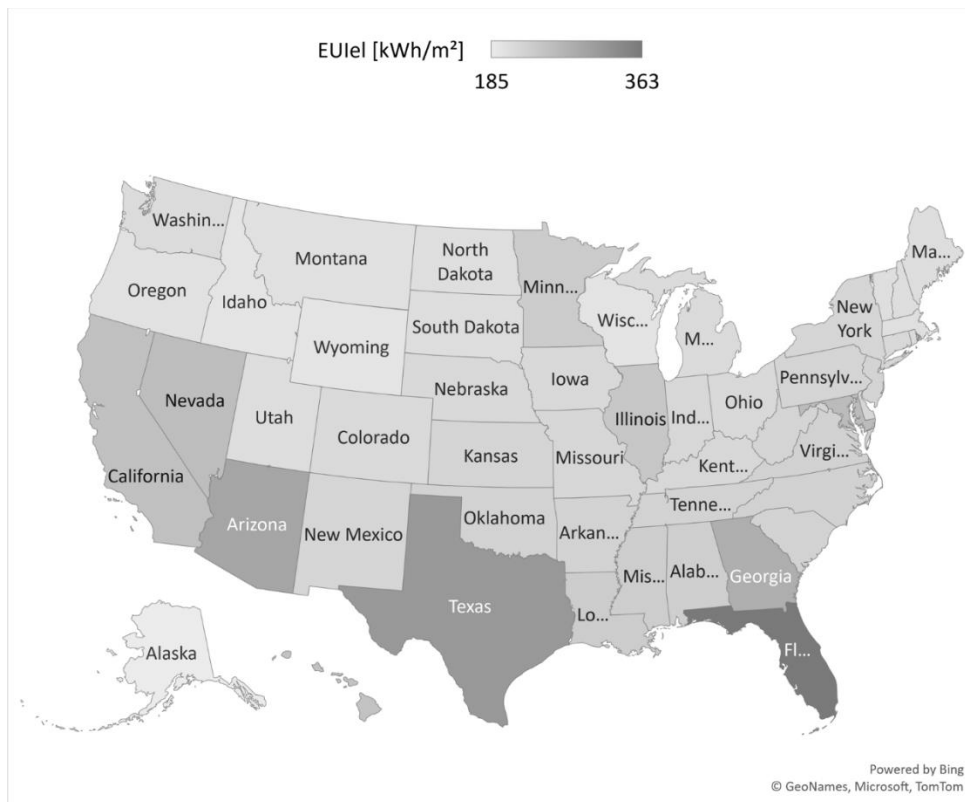 EUIel [kWh/m²]
185 363
Washin...
Montana
North
Dakota
Minn...
Ma...
Oregon
Idaho
South Dakota
Wisc...
M...
New
York
Wyoming
Nebraska
Iowa
Pennsylv...
Nevada
Utah
Colorado
Illinois
Ind...
Ohio
California
Kansas
Missouri
Kent...
Virgi...
Arizona
New Mexico
Oklahoma
Arkan...
Tenne...
Texas
Lo...
Mis...
Alab...
Georgia
Alaska
Fl...
Powered by Bing
© GeoNames, Microsoft, TomTom